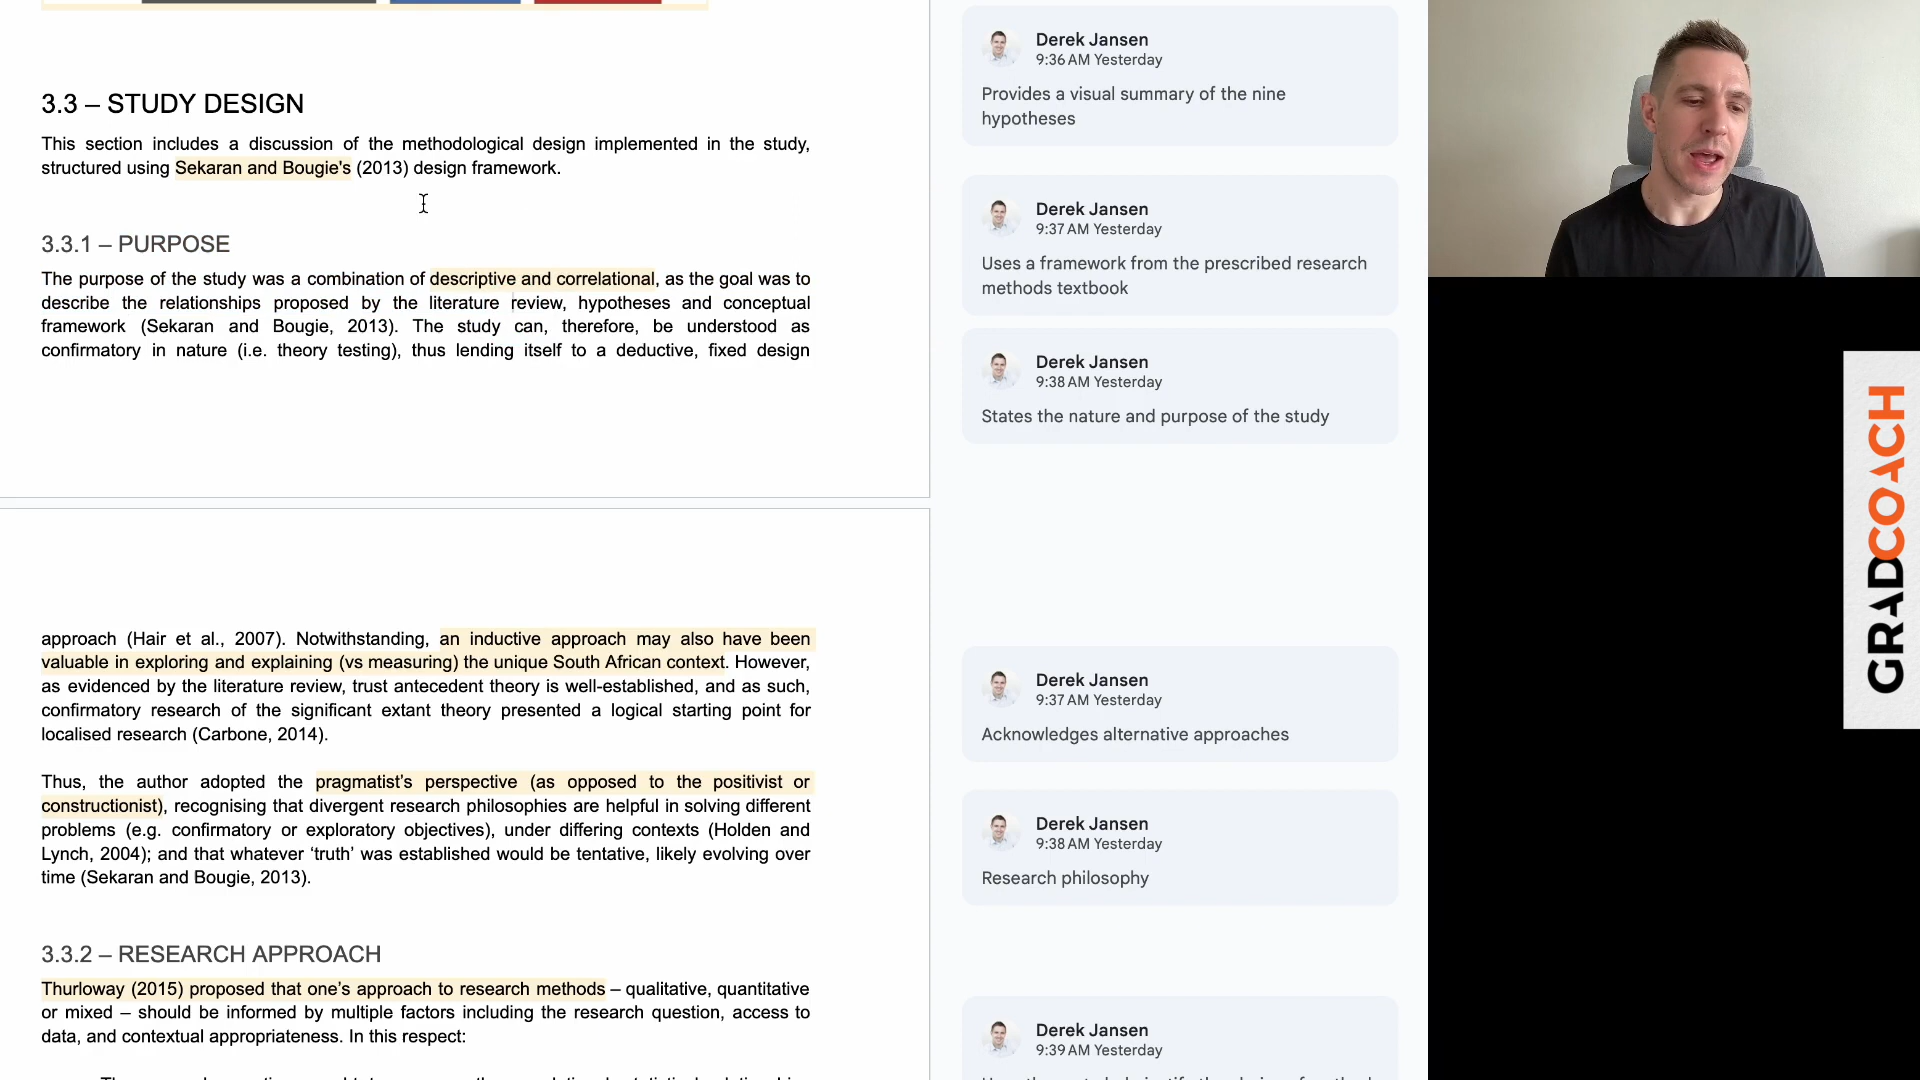 3.3 – STUDY DESIGN
This section includes a discussion of the methodological design implemented in the study,
structured using Sekaran and Bougie's (2013) design framework.
3.3.1 – PURPOSE
The purpose of the study was a combination of descriptive and correlational, as the goal was to
describe the relationships proposed by the literature review, hypotheses and conceptual
framework (Sekaran and Bougie, 2013). The study can, therefore, be understood as
confirmatory in nature (i.e. theory testing), thus lending itself to a deductive, fixed design
approach (Hair et al., 2007). Notwithstanding, an inductive approach may also have been
valuable in exploring and explaining (vs measuring) the unique South African context. However,
as evidenced by the literature review, trust antecedent theory is well-established, and as such,
confirmatory research of the significant extant theory presented a logical starting point for
localised research (Carbone, 2014).
Thus, the author adopted the pragmatist’s perspective (as opposed to the positivist or
constructionist), recognising that divergent research philosophies are helpful in solving different
problems (e.g. confirmatory or exploratory objectives), under differing contexts (Holden and
Lynch, 2004); and that whatever ‘truth’ was established would be tentative, likely evolving over
time (Sekaran and Bougie, 2013).
3.3.2 – RESEARCH APPROACH
Thurloway (2015) proposed that one’s approach to research methods – qualitative, quantitative
or mixed – should be informed by multiple factors including the research question, access to
data, and contextual appropriateness. In this respect:
Derek Jansen
9:36 AM Yesterday
Provides a visual summary of the nine
hypotheses
Derek Jansen
9:37 AM Yesterday
Uses a framework from the prescribed research
methods textbook
Derek Jansen
9:38 AM Yesterday
States the nature and purpose of the study
Derek Jansen
9:37 AM Yesterday
Acknowledges alternative approaches
Derek Jansen
9:38 AM Yesterday
Research philosophy
Derek Jansen
9:39 AM Yesterday
GRADCOACH